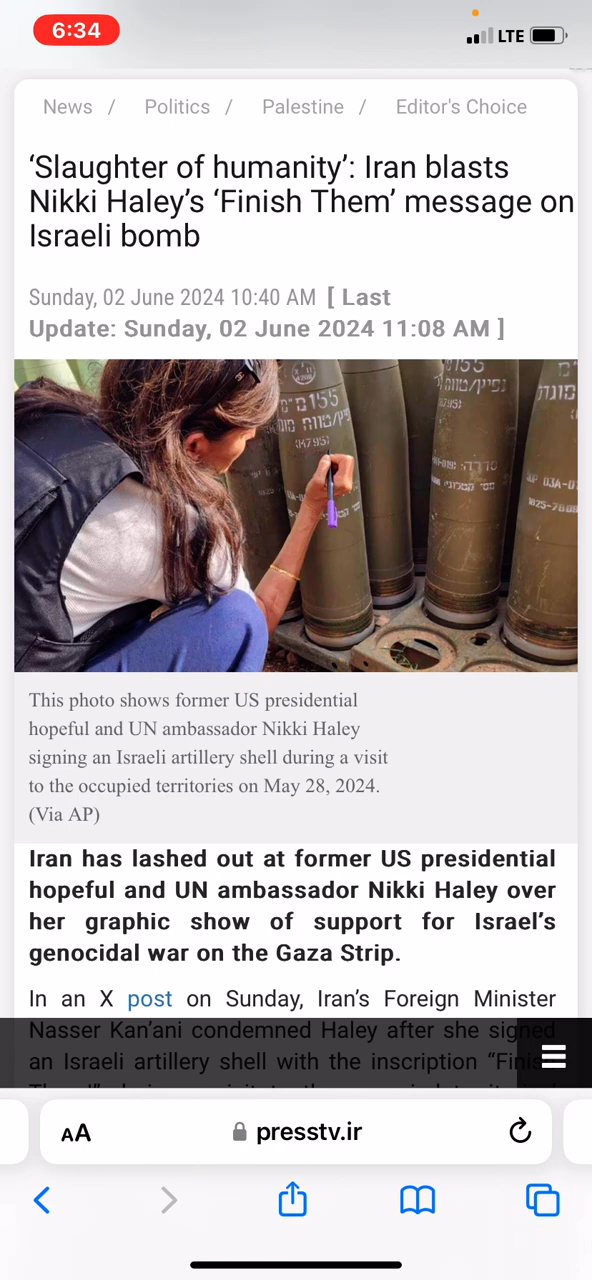 6:34
LTE
News / Politics / Palestine / Editor's Choice
‘Slaughter of humanity’: Iran blasts
Nikki Haley’s ‘Finish Them’ message on
Israeli bomb
Sunday, 02 June 2024 10:40 AM [ Last
Update: Sunday, 02 June 2024 11:08 AM ]
155
מ"מ 155
(K795)
This photo shows former US presidential
hopeful and UN ambassador Nikki Haley
signing an Israeli artillery shell during a visit
to the occupied territories on May 28, 2024.
(Via AP)
Iran has lashed out at former US presidential
hopeful and UN ambassador Nikki Haley over
her graphic show of support for Israel’s
genocidal war on the Gaza Strip.
In an X post on Sunday, Iran’s Foreign Minister
Nasser Kan’ani condemned Haley after she signed
an Israeli artillery shell with the inscription “Finish
AA presstv.ir